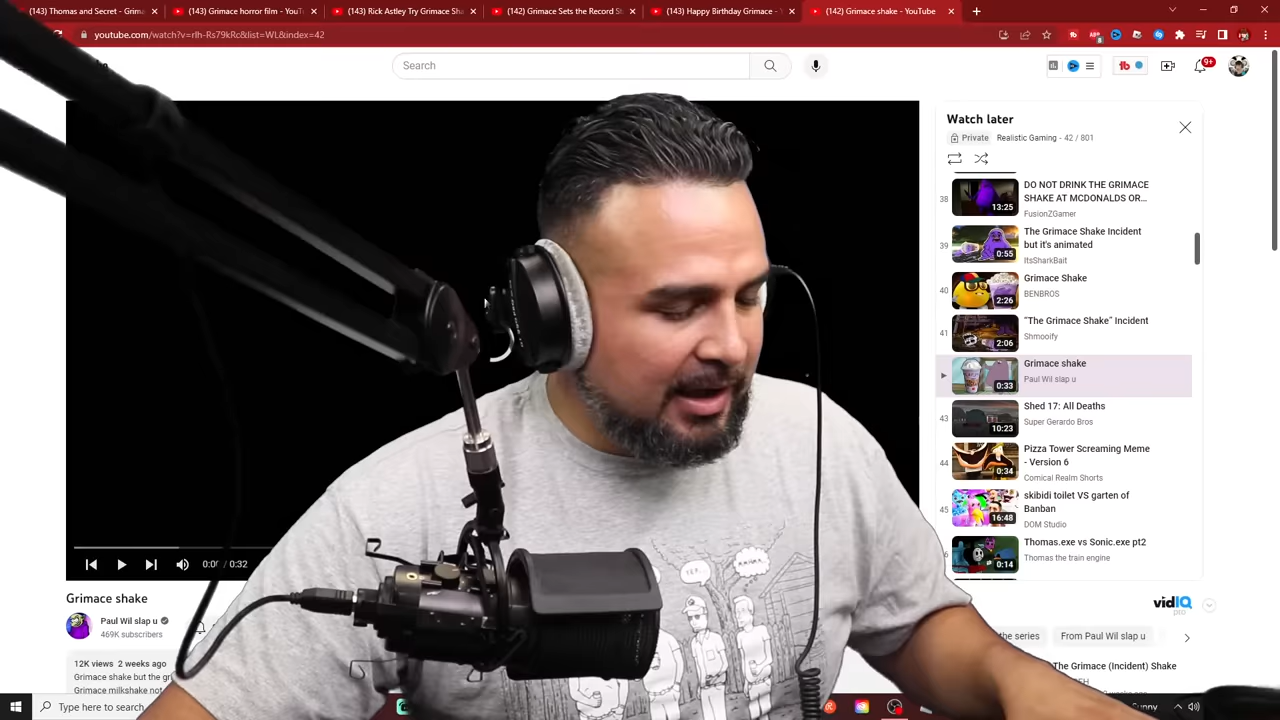 (143) Thomas and Secret - Grima
(143) Grimace horror film - YouT
(143) Rick Astley Try Grimace Sha
(142) Grimace Sets the Record St
(143) Happy Birthday Grimace - Y
(142) Grimace shake - YouTube
youtube.com/watch?v=rlh-Rs79kRc&list=WL&index=42
Search
9+
Watch later
Private
Realistic Gaming - 42 / 801
38
13:25
DO NOT DRINK THE GRIMACE
SHAKE AT MCDONALDS OR...
FusionZGamer
39
0:55
The Grimace Shake Incident
but it's animated
ItsSharkBait
40
2:26
Grimace Shake
BENBROS
41
2:06
"The Grimace Shake" Incident
Shmooify
0:33
Grimace shake
Paul Wil slap u
43
10:23
Shed 17: All Deaths
Super Gerardo Bros
44
0:34
Pizza Tower Screaming Meme
- Version 6
Comical Realm Shorts
45
16:48
skibidi toilet VS garten of
Banban
DOM Studio
0:14
Thomas.exe vs Sonic.exe pt2
Thomas the train engine
/ 0:32
Grimace shake
Paul Wil slap u
469K subscribers
vidIQ
pro
the series
From Paul Wil slap u
12K views 2 weeks ago
Grimace shake but the gr
Grimace milkshake not
The Grimace (Incident) Shake
YEP...
Type here to search